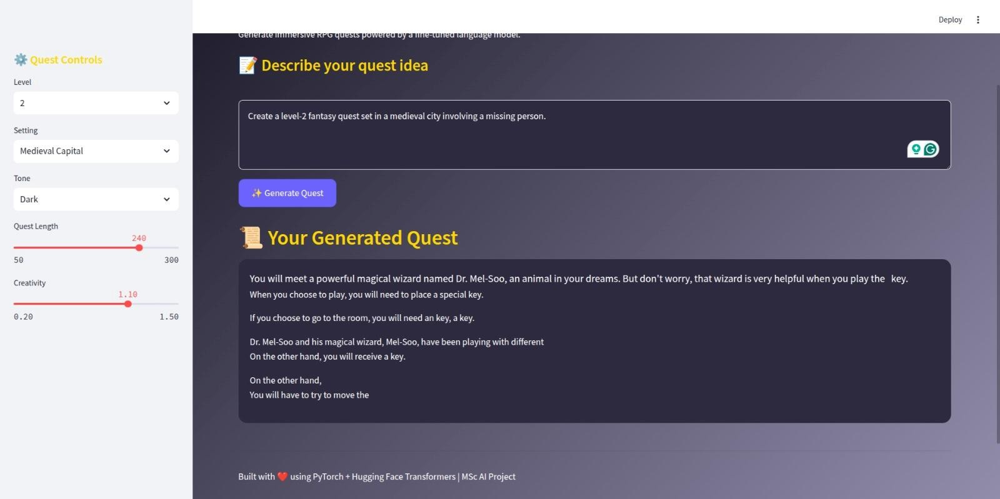 Deploy
Generate immersive RPG quests powered by a fine-tuned language model.
⚙️ Quest Controls
Level
2
Setting
Medieval Capital
Tone
Dark
Quest Length
240
50 300
Creativity
1.10
0.20 1.50
📝 Describe your quest idea
Create a level-2 fantasy quest set in a medieval city involving a missing person.
✨ Generate Quest
📜 Your Generated Quest
You will meet a powerful magical wizard named Dr. Mel-Soo, an animal in your dreams. But don't worry, that wizard is very helpful when you play the key.
When you choose to play, you will need to place a special key.
If you choose to go to the room, you will need an key, a key.
Dr. Mel-Soo and his magical wizard, Mel-Soo, have been playing with different
On the other hand, you will receive a key.
On the other hand,
You will have to try to move the
Built with ❤️ using PyTorch + Hugging Face Transformers | MSc AI Project